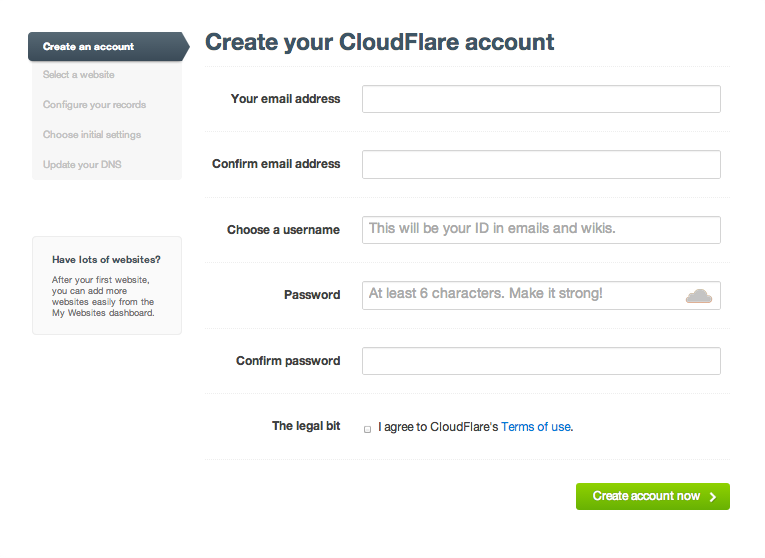 Create an account
Select a website
Configure your records
Choose initial settings
Update your DNS
Have lots of websites?
After your first website,
you can add more
websites easily from the
My Websites dashboard.
Create your CloudFlare account
Your email address
Confirm email address
Choose a username This will be your ID in emails and wikis.
Password At least 6 characters. Make it strong!
Confirm password
The legal bit I agree to CloudFlare's Terms of use.
Create account now